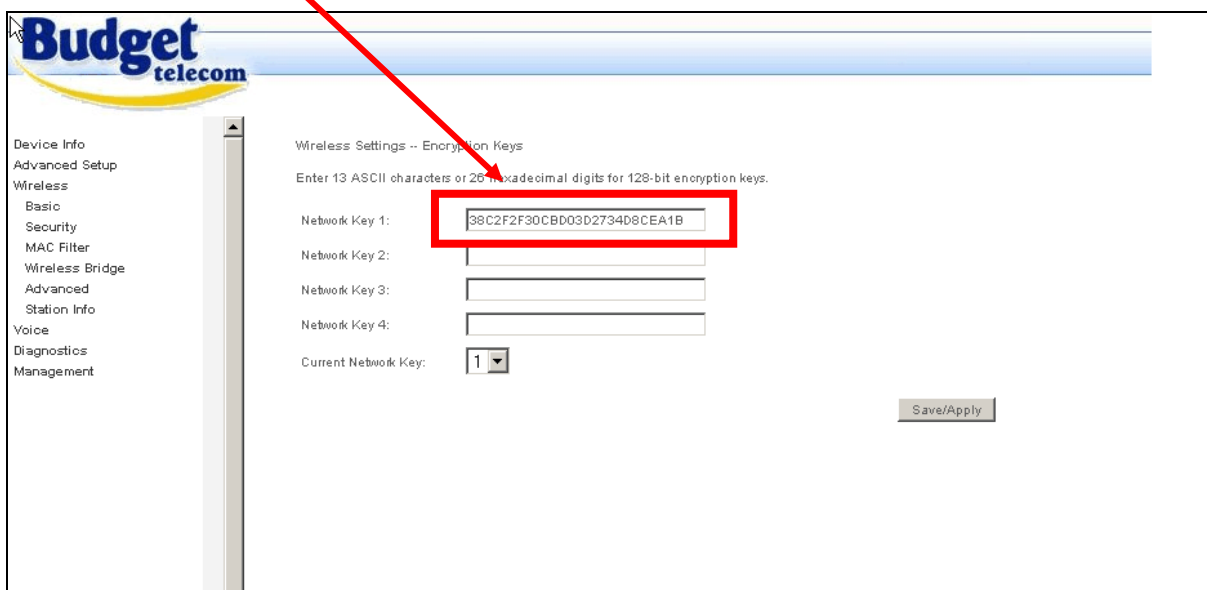 Budget
telecom
Device Info
Advanced Setup
Wireless
Basic
Security
MAC Filter
Wireless Bridge
Advanced
Station Info
Voice
Diagnostics
Management
Wireless Settings -- Encryption Keys
Enter 13 ASCII characters or 26 hexadecimal digits for 128-bit encryption keys.
Network Key 1: 38C2F2F30CBD03D2734D8CEA1B
Network Key 2:
Network Key 3:
Network Key 4:
Current Network Key: 1
Save/Apply